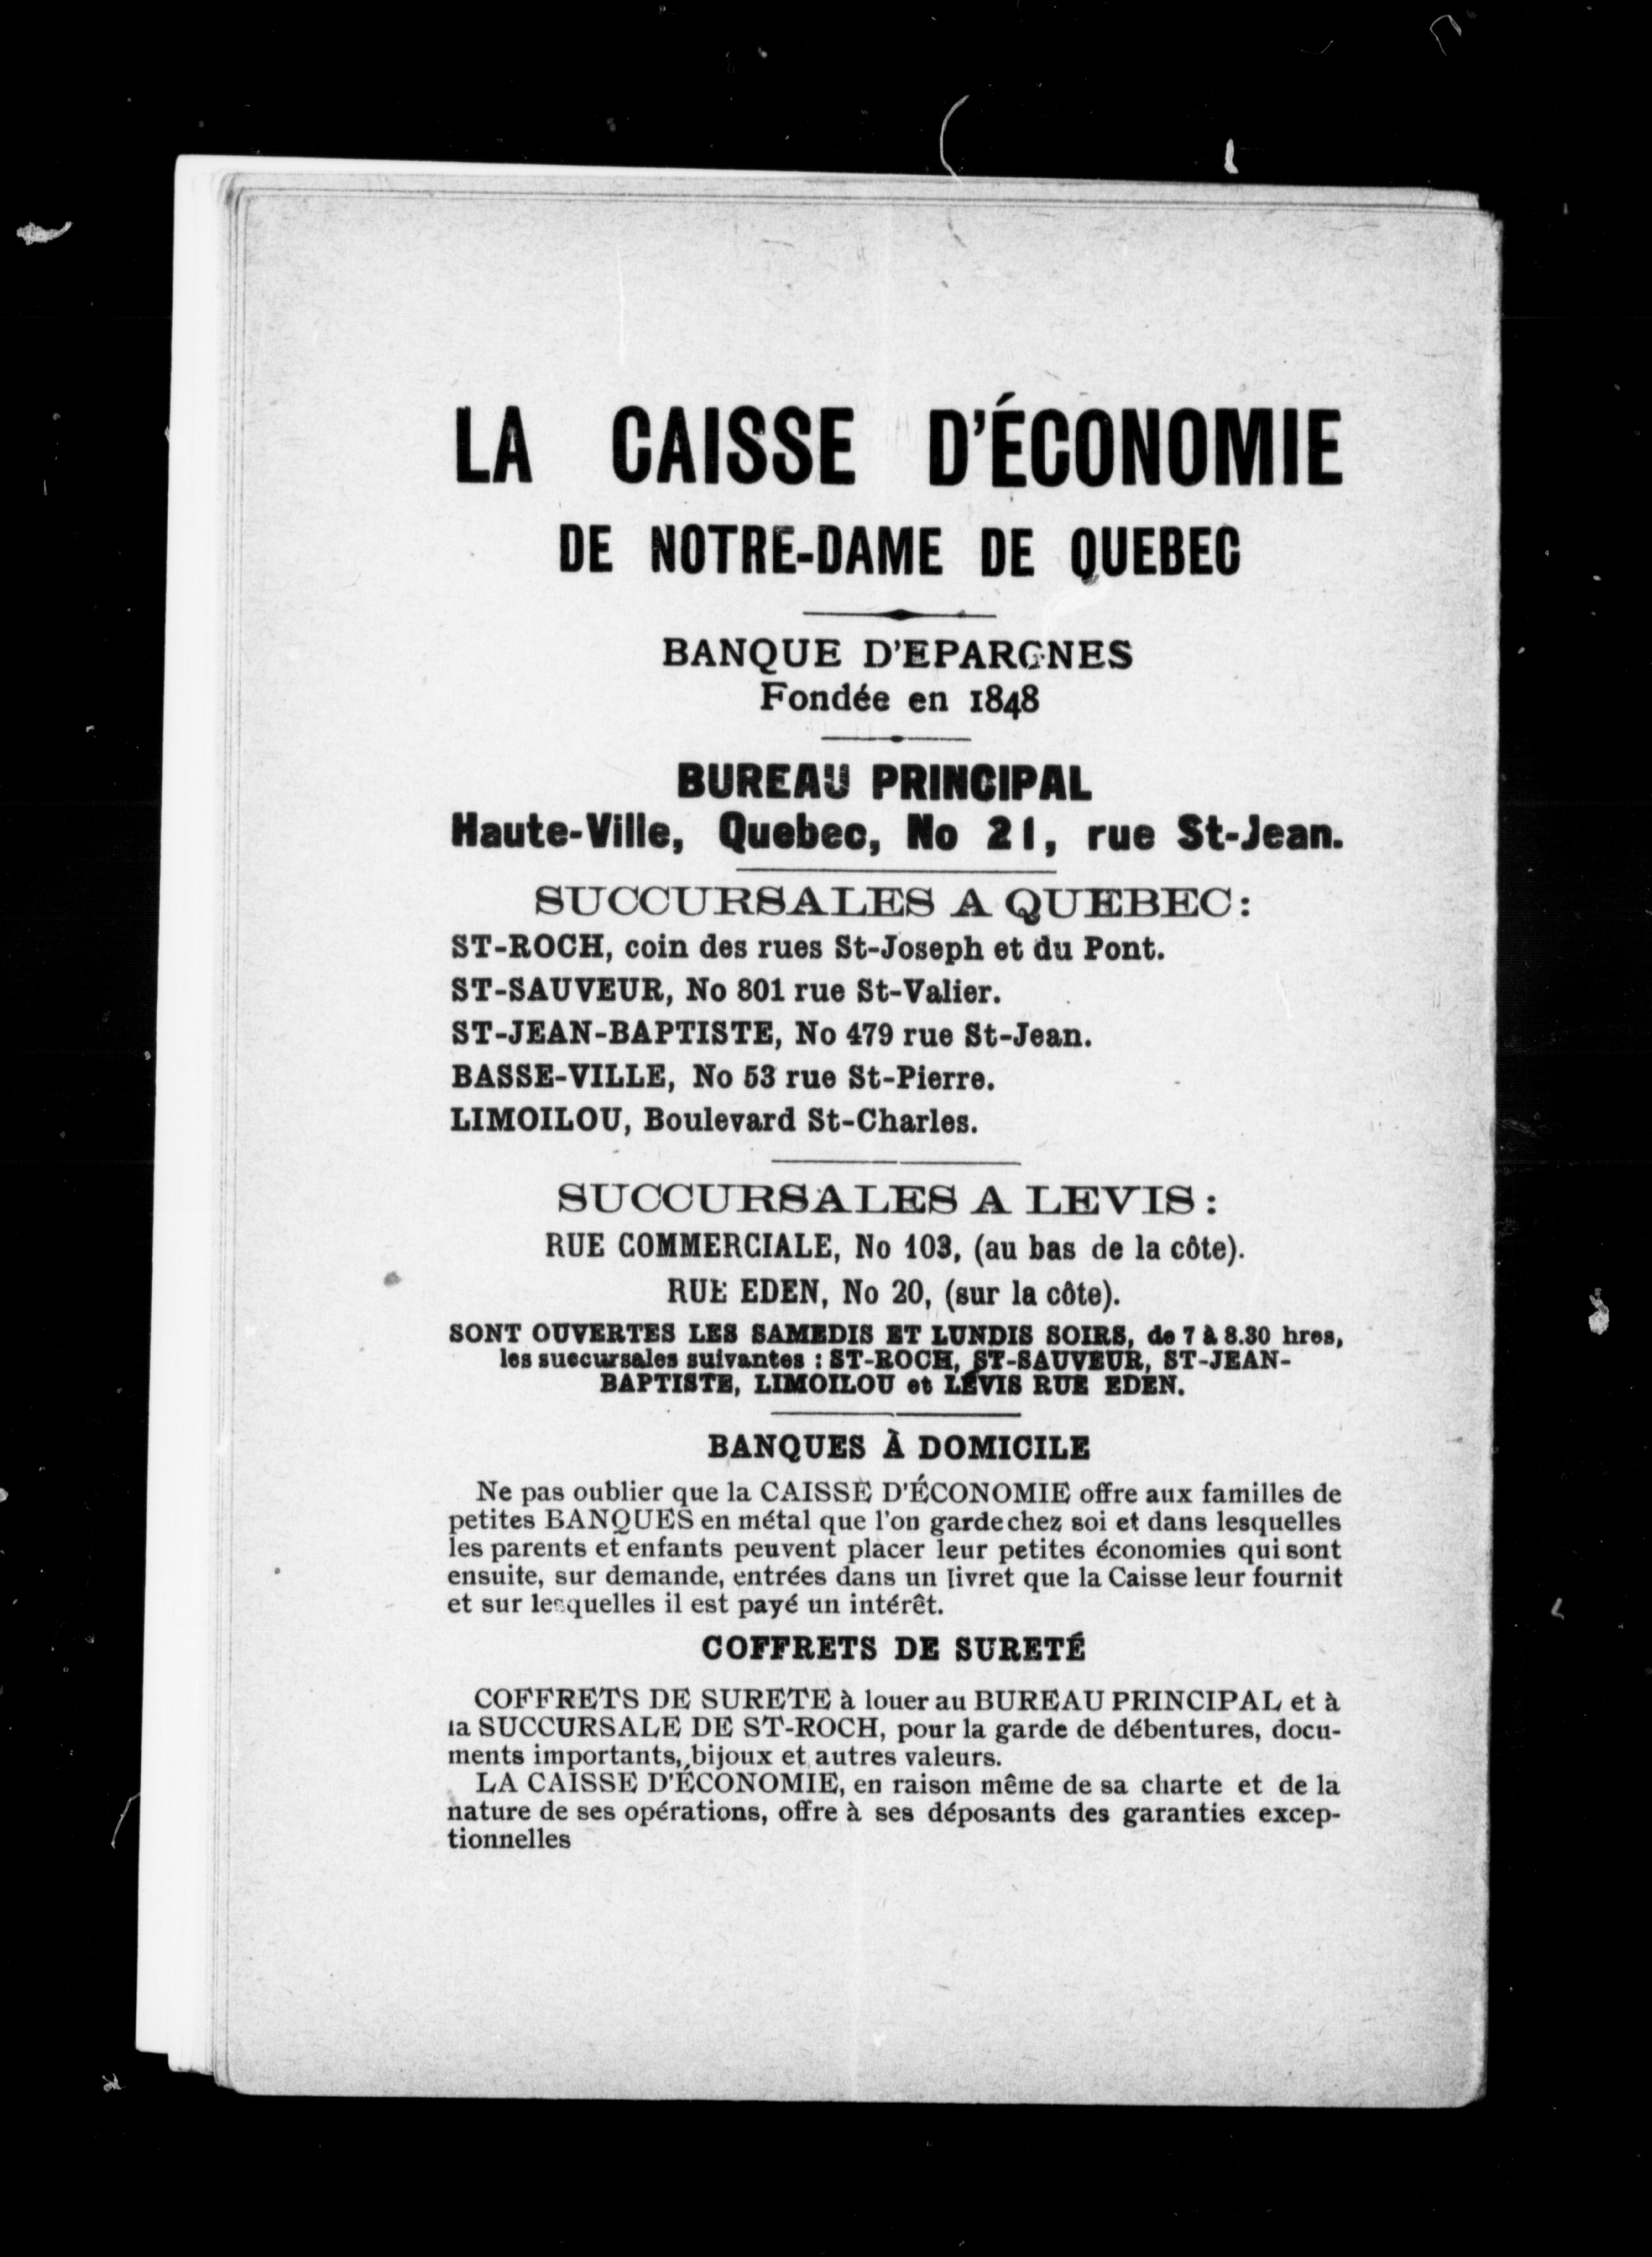 LA CAISSE D'ÉCONOMIE
DE NOTRE-DAME DE QUEBEC
BANQUE D'EPARGNES
Fondée en 1848
BUREAU PRINCIPAL
Haute-Ville, Quebec, No 21, rue St-Jean.
SUCCURSALES A QUEBEC:
ST-ROCH, coin des rues St-Joseph et du Pont.
ST-SAUVEUR, No 801 rue St-Valier.
ST-JEAN-BAPTISTE, No 479 rue St-Jean.
BASSE-VILLE, No 53 rue St-Pierre.
LIMOILOU, Boulevard St-Charles.
SUCCURSALES A LEVIS:
RUE COMMERCIALE, No 103, (au bas de la côte).
RUE EDEN, No 20, (sur la côte).
SONT OUVERTES LES SAMEDIS ET LUNDIS SOIRS, de 7 à 8.30 hres,
les succursales suivantes : ST-ROCH, ST-SAUVEUR, ST-JEAN-
BAPTISTE, LIMOILOU et LÉVIS RUE EDEN.
BANQUES À DOMICILE
Ne pas oublier que la CAISSE D'ÉCONOMIE offre aux familles de
petites BANQUES en métal que l'on garde chez soi et dans lesquelles
les parents et enfants peuvent placer leur petites économies qui sont
ensuite, sur demande, entrées dans un livret que la Caisse leur fournit
et sur lesquelles il est payé un intérêt.
COFFRETS DE SURETÉ
COFFRETS DE SURETE à louer au BUREAU PRINCIPAL et à
la SUCCURSALE DE ST-ROCH, pour la garde de débentures, docu-
ments importants, bijoux et autres valeurs.
LA CAISSE D'ÉCONOMIE, en raison même de sa charte et de la
nature de ses opérations, offre à ses déposants des garanties excep-
tionnelles